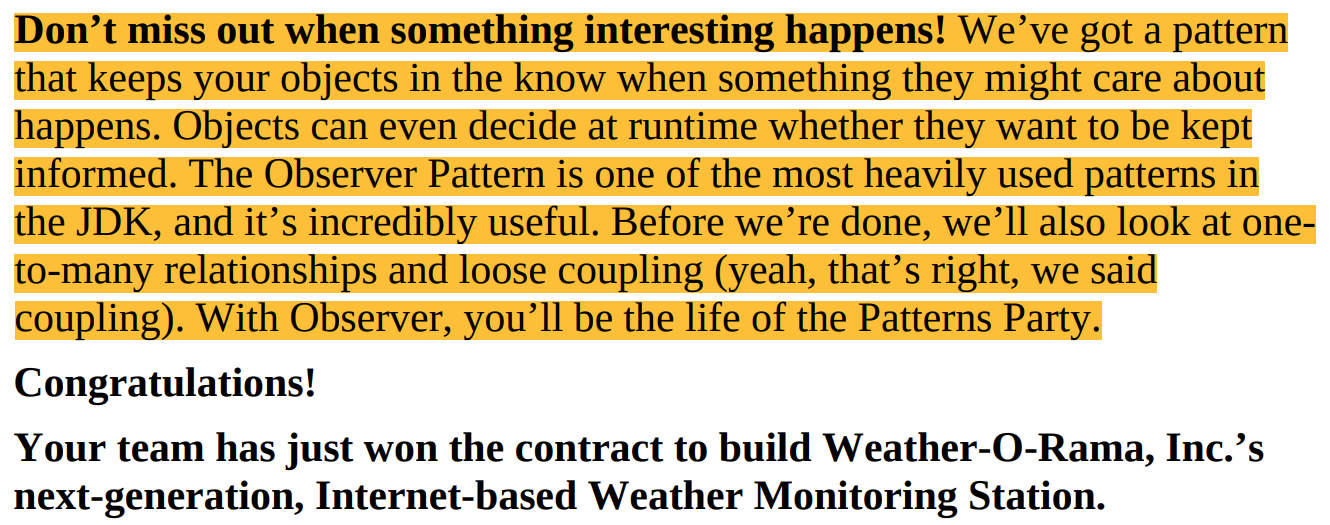 Don’t miss out when something interesting happens! We’ve got a pattern
that keeps your objects in the know when something they might care about
happens. Objects can even decide at runtime whether they want to be kept
informed. The Observer Pattern is one of the most heavily used patterns in
the JDK, and it’s incredibly useful. Before we’re done, we’ll also look at one-
to-many relationships and loose coupling (yeah, that’s right, we said
coupling). With Observer, you’ll be the life of the Patterns Party.
Congratulations!
Your team has just won the contract to build Weather-O-Rama, Inc.’s
next-generation, Internet-based Weather Monitoring Station.